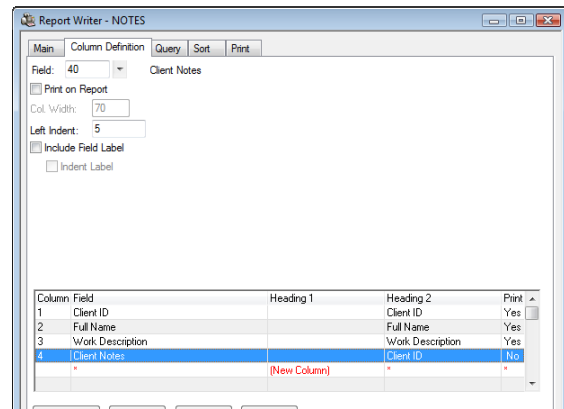 Report Writer - NOTES
Main Column Definition Query Sort Print
Field: 40 Client Notes
Print on Report
Col. Width: 70
Left Indent: 5
Include Field Label
Indent Label
Column Field Heading 1 Heading 2 Print
1 Client ID Client ID Yes
2 Full Name Full Name Yes
3 Work Description Work Description Yes
4 Client Notes Client ID No
* (New Column) * *